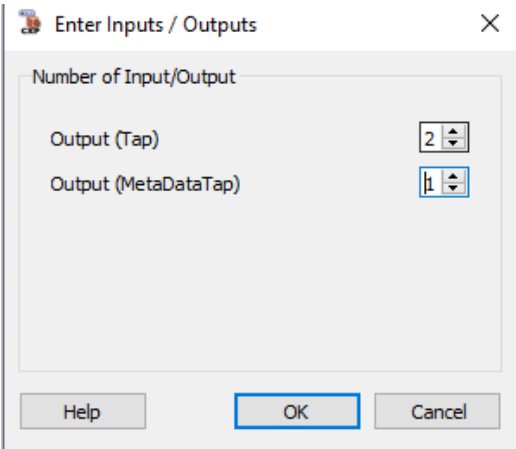 Enter Inputs / Outputs
Number of Input/Output
Output (Tap) 2
Output (MetaDataTap) 1
Help OK Cancel